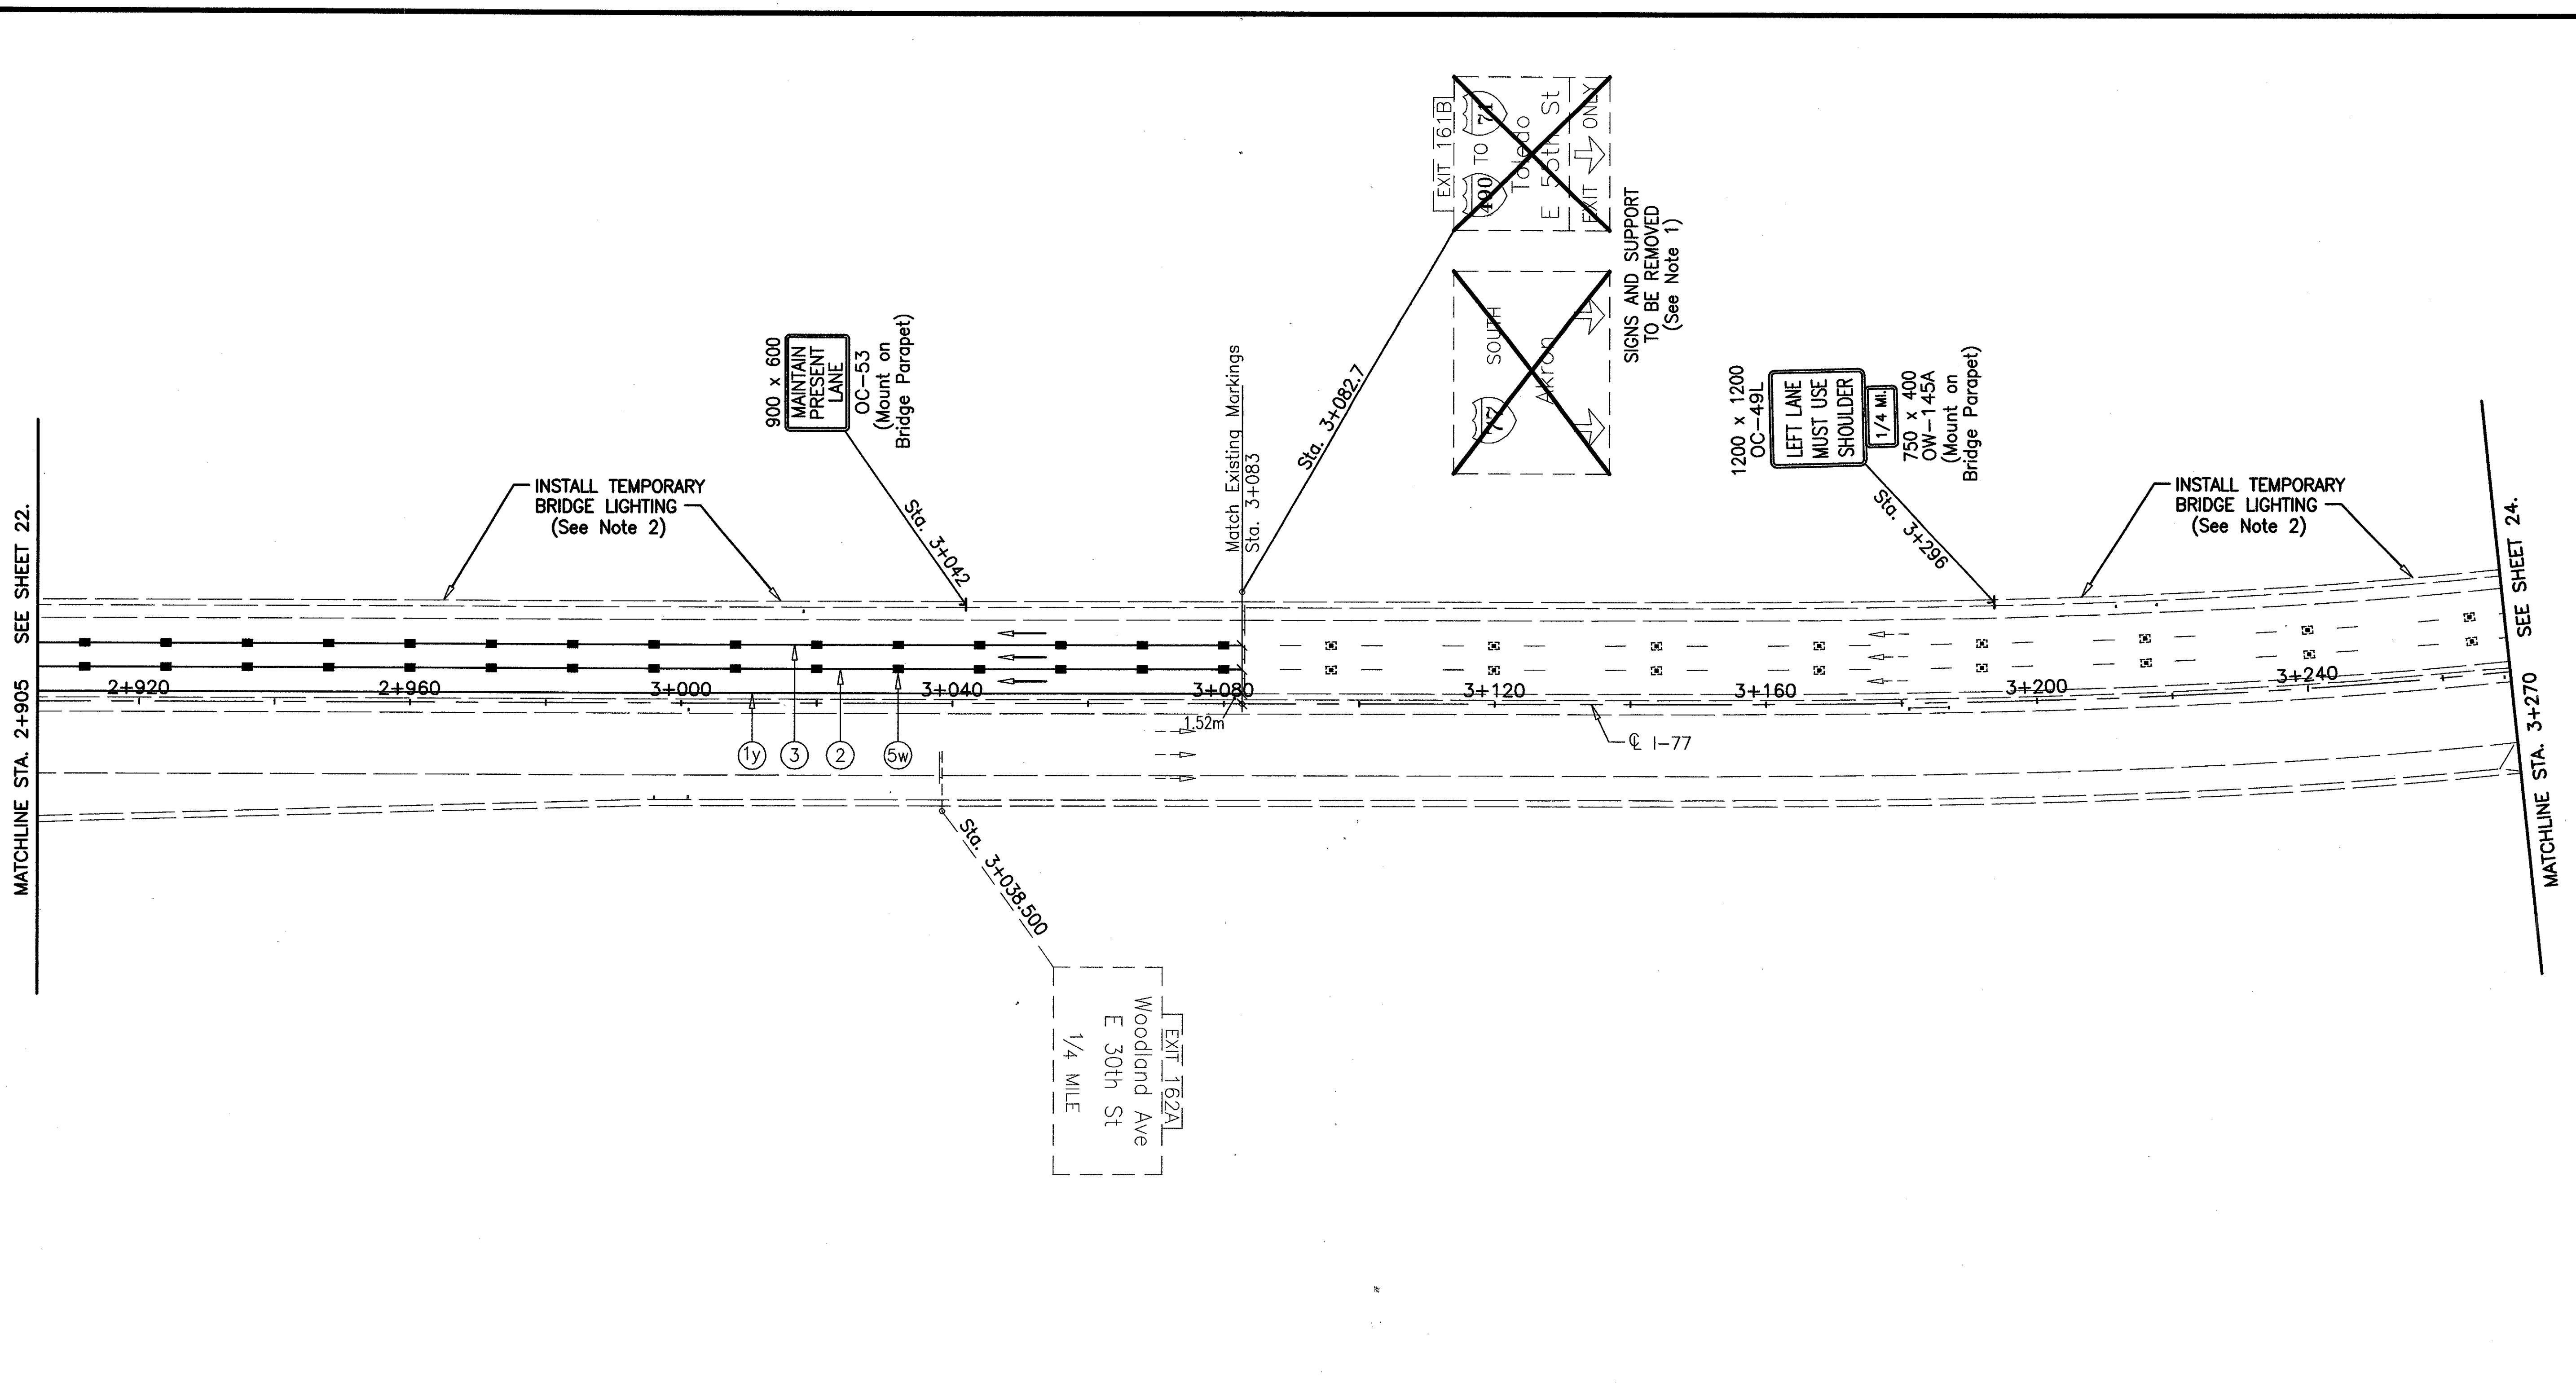 MATCHLINE STA. 2+905 SEE SHEET 22.
INSTALL TEMPORARY
BRIDGE LIGHTING
(See Note 2)
900 x 600
MAINTAIN
PRESENT
LANE
OC-53
(Mount on
Bridge Parapet)
Sta. 3+042
Match Existing Markings
Sta. 3+083
Sta. 3+082.7
EXIT 161B
490 TO 71
Toledo
E 55th St
EXIT ONLY
77 SOUTH
Akron
SIGNS AND SUPPORT
TO BE REMOVED
(See Note 1)
1200 x 1200
OC-49L
LEFT LANE
MUST USE
SHOULDER
1/4 MI.
750 x 400
OW-145A
(Mount on
Bridge Parapet)
Sta. 3+296
INSTALL TEMPORARY
BRIDGE LIGHTING
(See Note 2)
MATCHLINE STA. 3+270 SEE SHEET 24.
2+920
2+960
3+000
3+040
3+080
3+120
3+160
3+200
3+240
1.52m
1y
3
2
5w
℄ I-77
Sta. 3+038.500
EXIT 162A
Woodland Ave
E 30th St
1/4 MILE